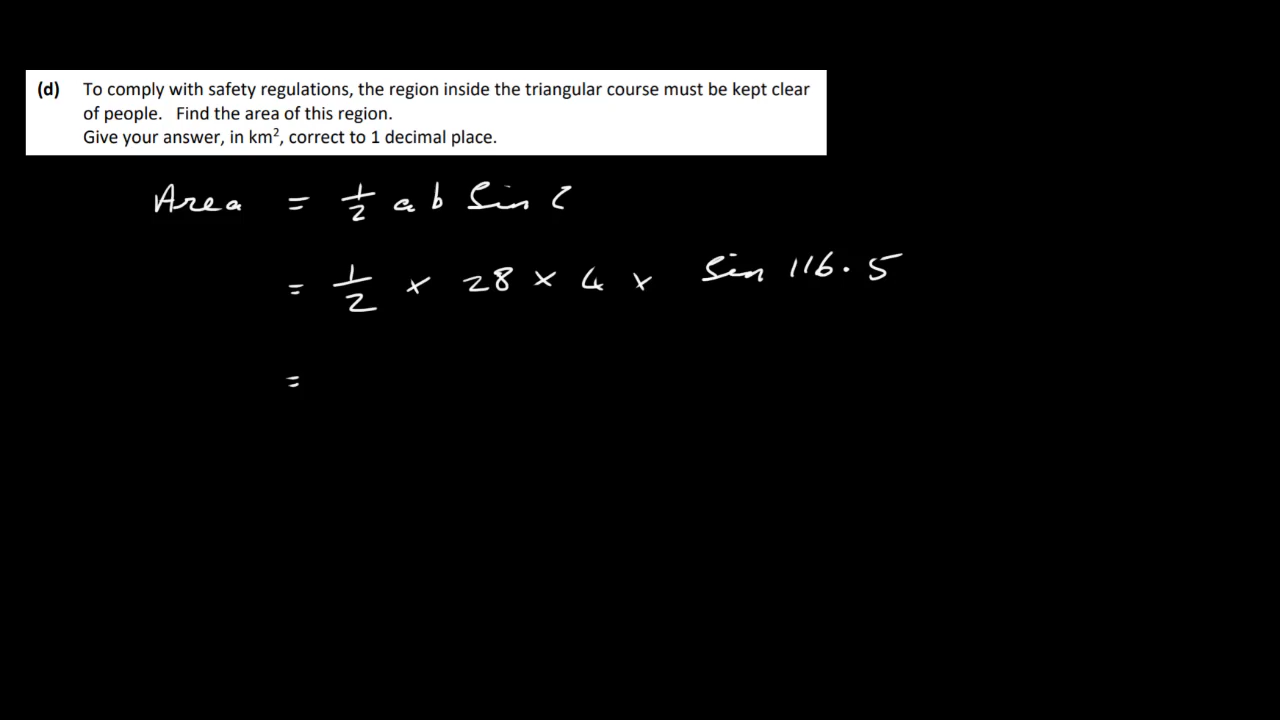 (d) To comply with safety regulations, the region inside the triangular course must be kept clear
of people. Find the area of this region.
Give your answer, in km², correct to 1 decimal place.
Area = 1/2 a b Sin C
= 1/2 × 28 × 4 × Sin 116.5
=